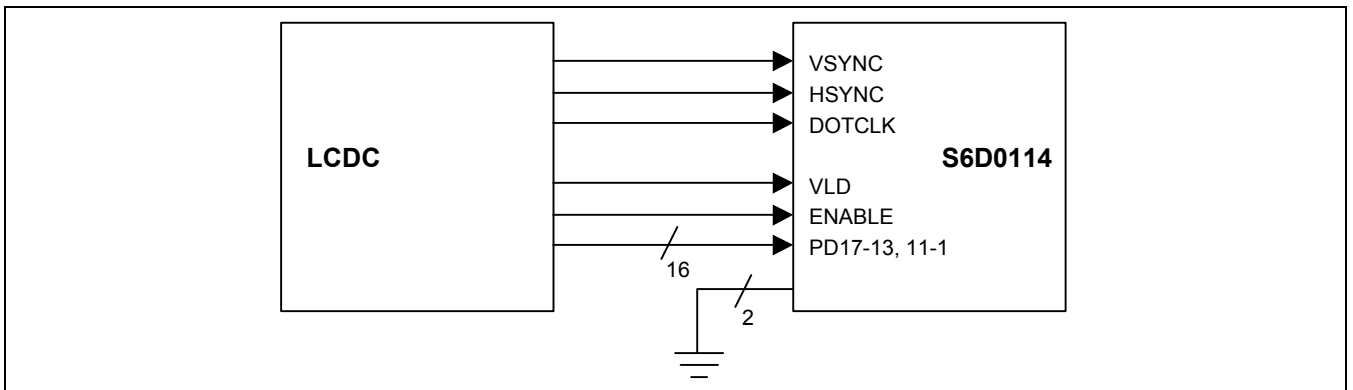 VSYNC
HSYNC
DOTCLK
LCDC
S6D0114
VLD
ENABLE
PD17-13, 11-1
16
2